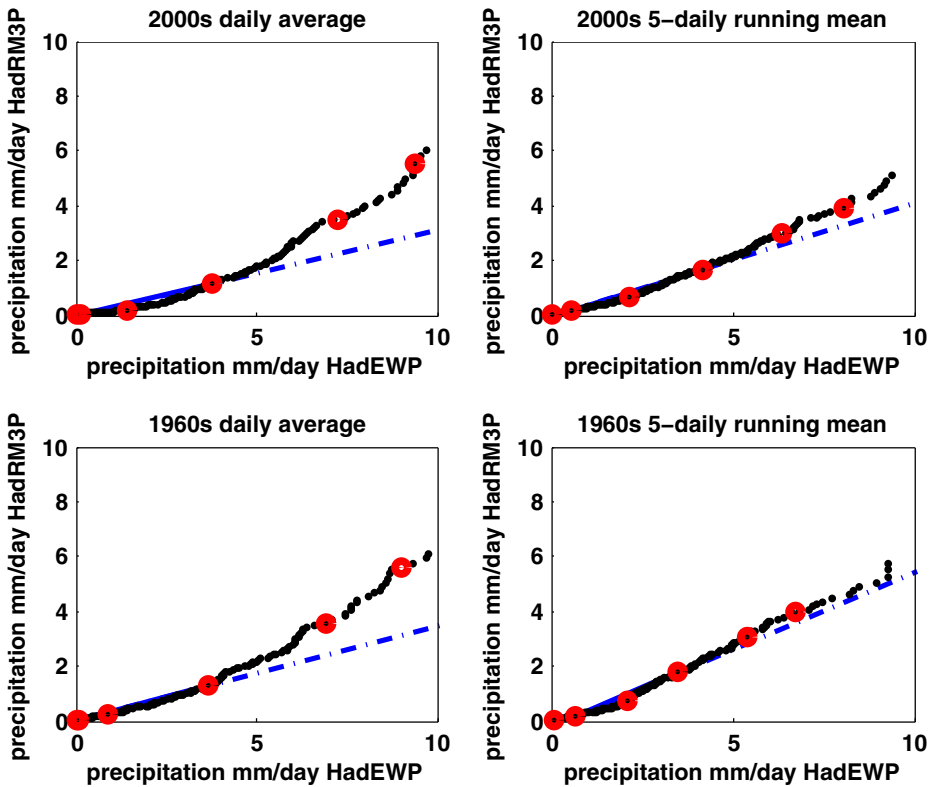 2000s daily average
10
8
6
4
2
0
0 5 10
precipitation mm/day HadRM3P
precipitation mm/day HadEWP
2000s 5−daily running mean
10
8
6
4
2
0
0 5 10
precipitation mm/day HadRM3P
precipitation mm/day HadEWP
1960s daily average
10
8
6
4
2
0
0 5 10
precipitation mm/day HadRM3P
precipitation mm/day HadEWP
1960s 5−daily running mean
10
8
6
4
2
0
0 5 10
precipitation mm/day HadRM3P
precipitation mm/day HadEWP